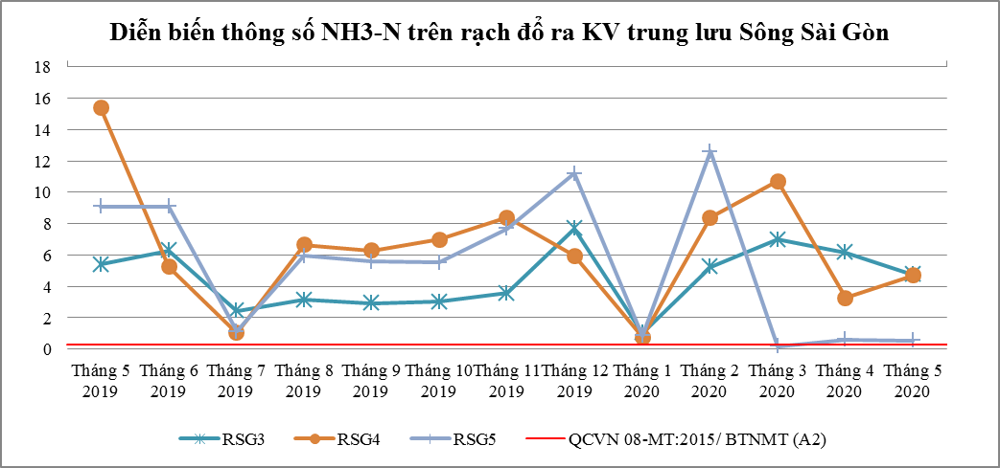 Diễn biến thông số NH3-N trên rạch đổ ra KV trung lưu Sông Sài Gòn
18
16
14
12
10
8
6
4
2
0
Tháng 5 Tháng 6 Tháng 7 Tháng 8 Tháng 9 Tháng 10 Tháng 11 Tháng 12 Tháng 1 Tháng 2 Tháng 3 Tháng 4 Tháng 5
2019 2019 2019 2019 2019 2019 2019 2019 2020 2020 2020 2020 2020
RSG3 RSG4 RSG5 QCVN 08-MT:2015/ BTNMT (A2)